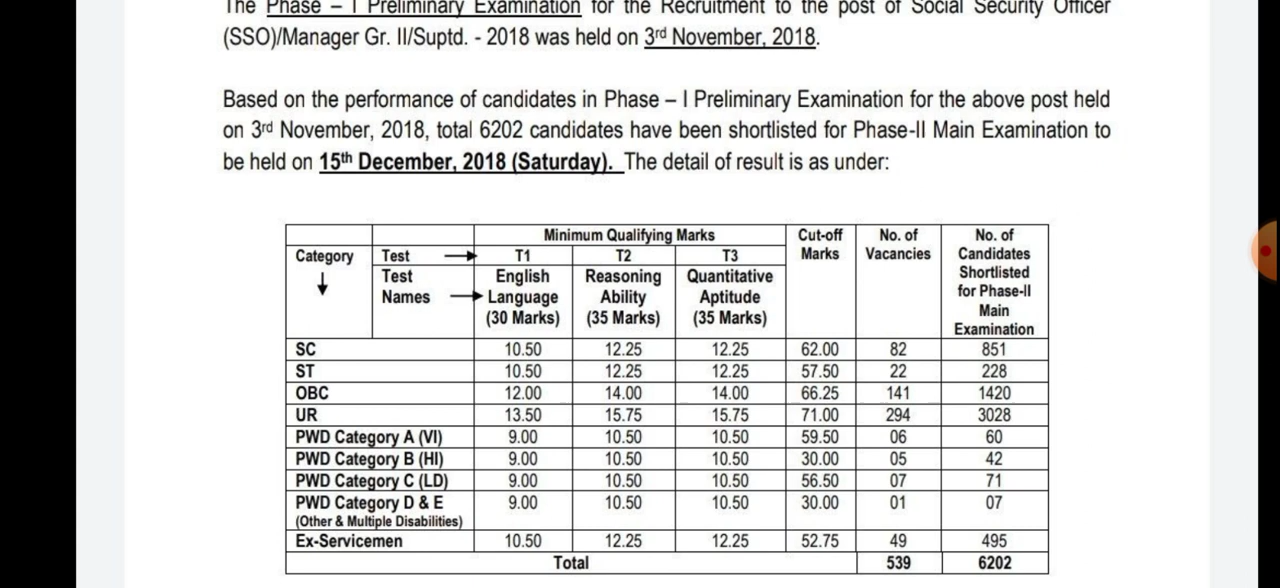 The Phase – I Preliminary Examination for the Recruitment to the post of Social Security Officer
(SSO)/Manager Gr. II/Suptd. - 2018 was held on 3rd November, 2018.
Based on the performance of candidates in Phase – I Preliminary Examination for the above post held
on 3rd November, 2018, total 6202 candidates have been shortlisted for Phase-II Main Examination to
be held on 15th December, 2018 (Saturday). The detail of result is as under:
Minimum Qualifying Marks Cut-off No. of No. of
Category Test T1 T2 T3 Marks Vacancies Candidates
Test English Reasoning Quantitative Shortlisted
Names Language Ability Aptitude for Phase-II
(30 Marks) (35 Marks) (35 Marks) Main
Examination
SC 10.50 12.25 12.25 62.00 82 851
ST 10.50 12.25 12.25 57.50 22 228
OBC 12.00 14.00 14.00 66.25 141 1420
UR 13.50 15.75 15.75 71.00 294 3028
PWD Category A (VI) 9.00 10.50 10.50 59.50 06 60
PWD Category B (HI) 9.00 10.50 10.50 30.00 05 42
PWD Category C (LD) 9.00 10.50 10.50 56.50 07 71
PWD Category D & E 9.00 10.50 10.50 30.00 01 07
(Other & Multiple Disabilities)
Ex-Servicemen 10.50 12.25 12.25 52.75 49 495
Total 539 6202